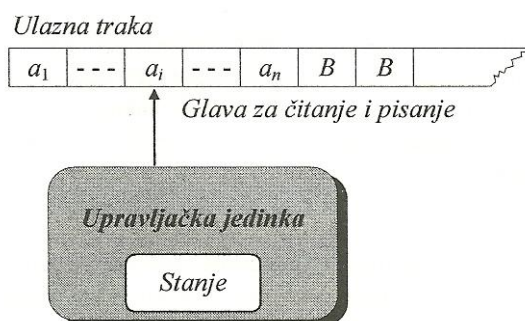 Ulazna traka
a₁ - - - aᵢ - - - aₙ B B
Glava za čitanje i pisanje
Upravljačka jedinka
Stanje